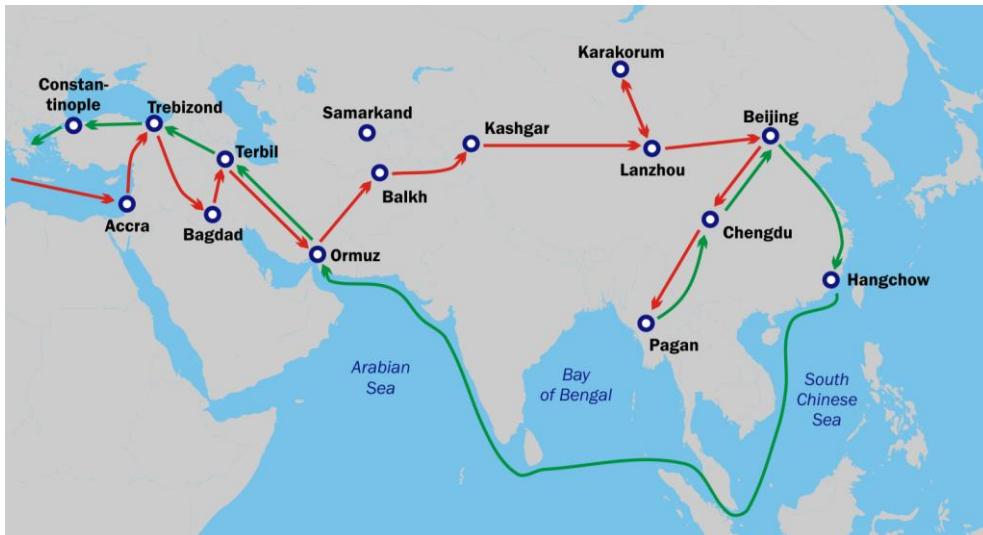 Karakorum
Constan-
tinople
Trebizond
Samarkand
Kashgar
Beijing
Terbil
Lanzhou
Balkh
Accra
Bagdad
Chengdu
Ormuz
Hangchow
Pagan
Arabian
Sea
Bay
of Bengal
South
Chinese
Sea